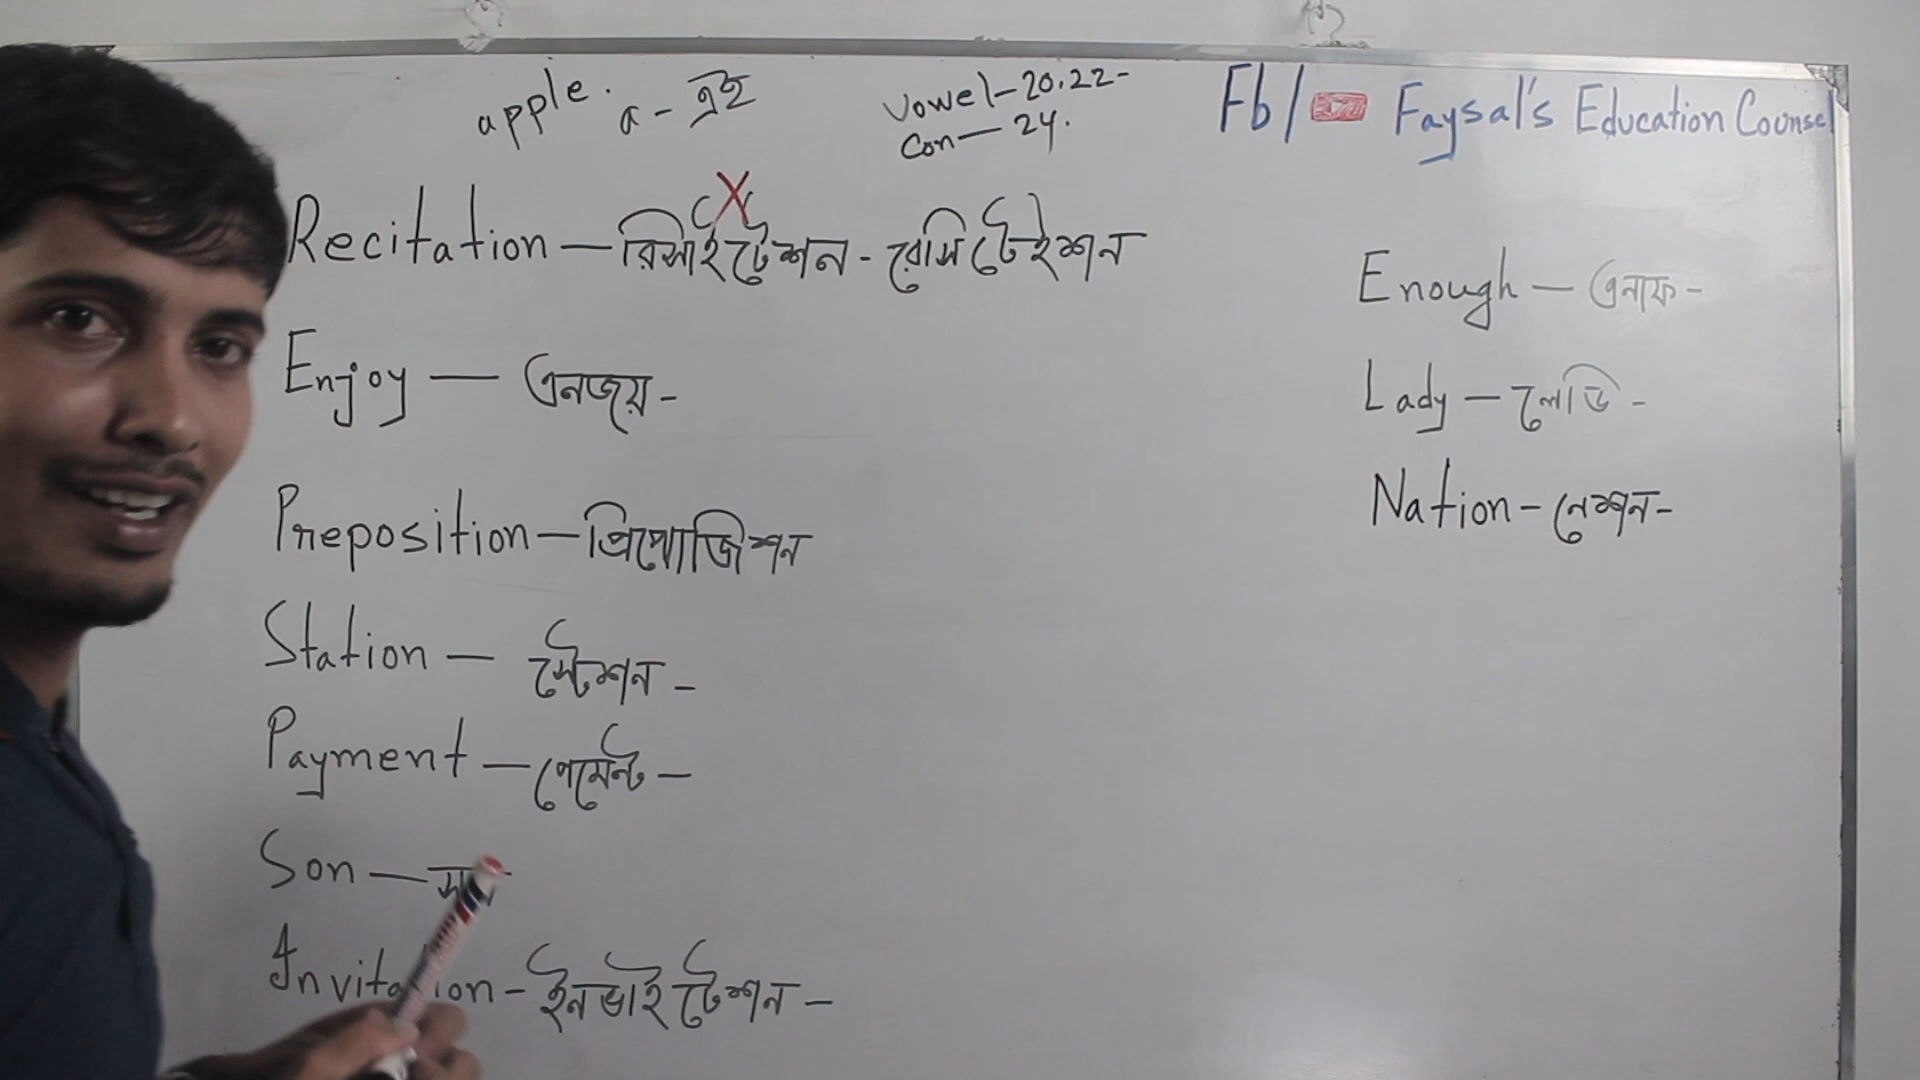 apple. a - এই
Vowel - 20.22 -
Con - 24.
Fb / Faysal's Education Counsel
Recitation - রিসাইটেশন - রেসিটেইশন
Enjoy - এনজয় -
Preposition - প্রিপোজিশন
Station - স্টেশন -
Payment - পেমেন্ট -
Son -
Invitation - ইনভাইটেশন -
Enough - এনাফ -
Lady - লেডি -
Nation - নেশন -